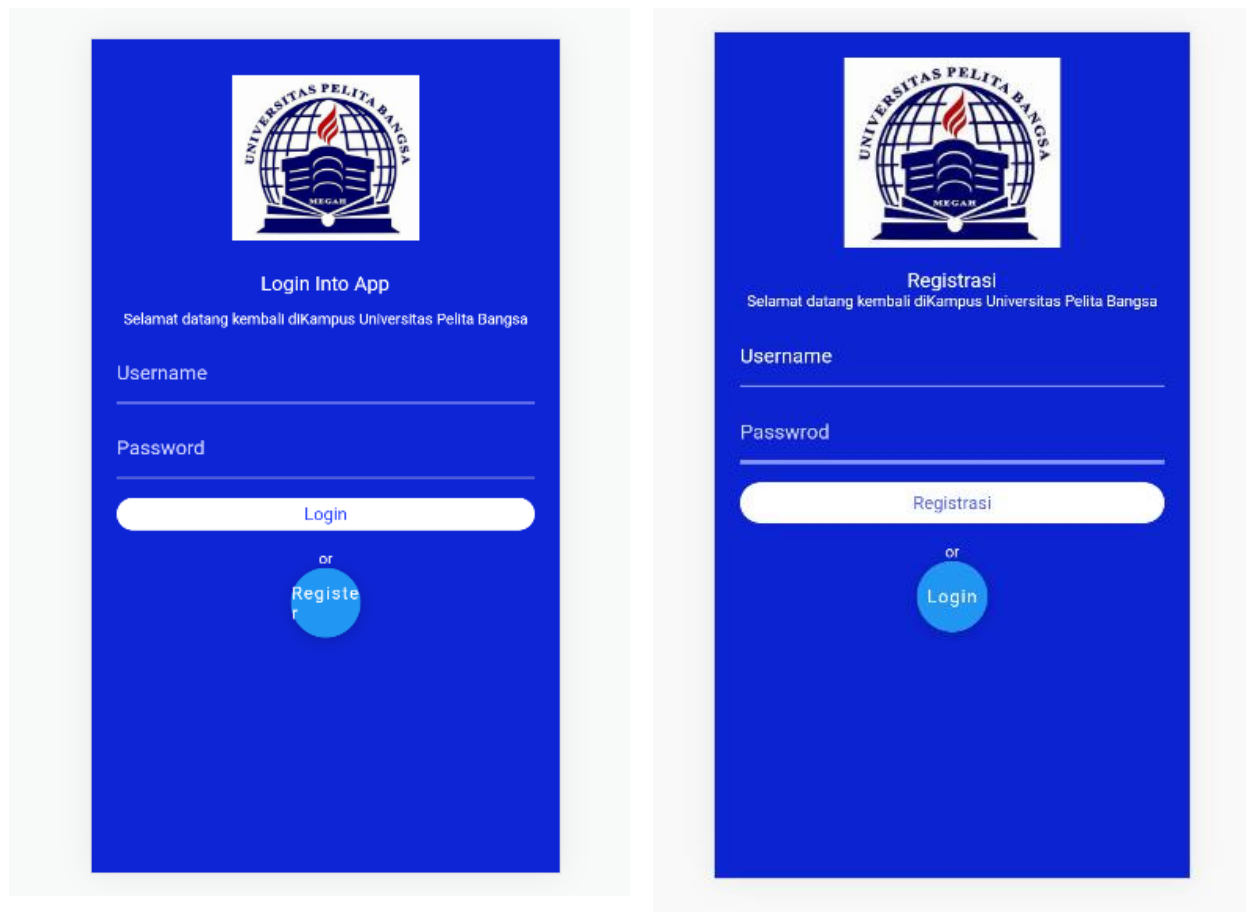 UNIVERSITAS PELITA BANGSA
MEGAH
Login Into App
Selamat datang kembali diKampus Universitas Pelita Bangsa
Username
Password
Login
or
Registe
r
UNIVERSITAS PELITA BANGSA
MEGAH
Registrasi
Selamat datang kembali diKampus Universitas Pelita Bangsa
Username
Passwrod
Registrasi
or
Login